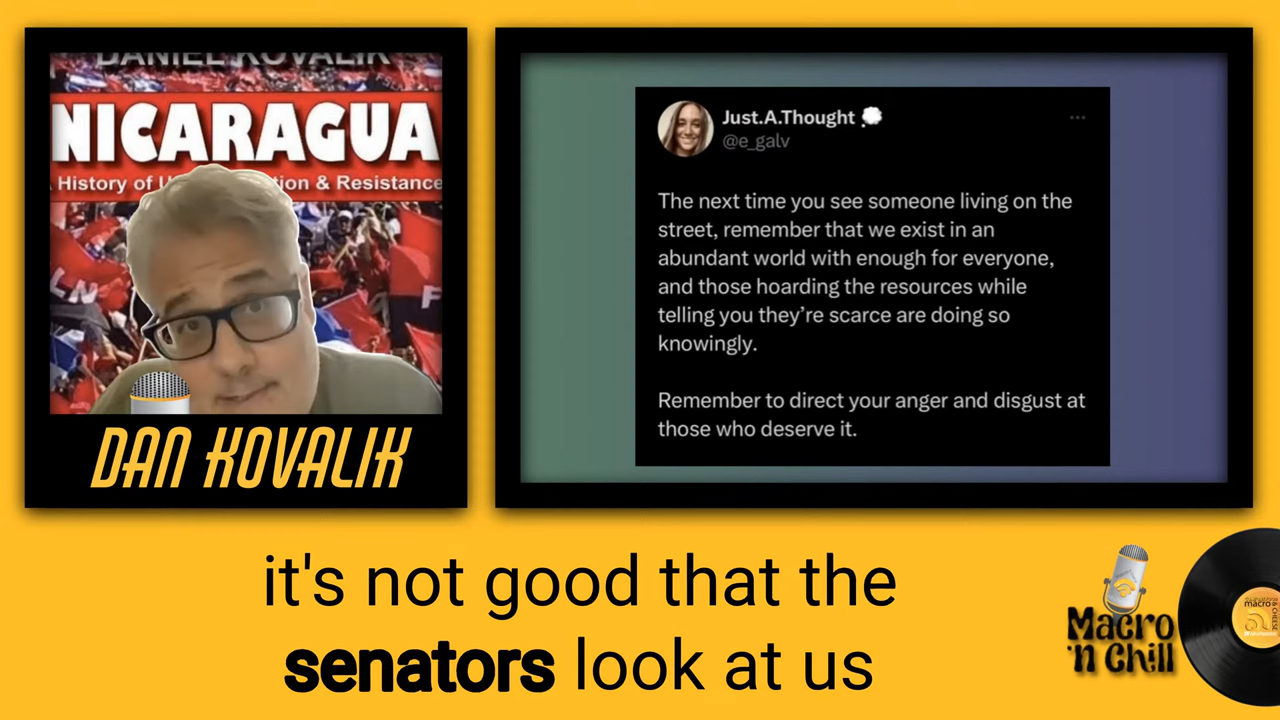 DANIEL KOVALIK
NICARAGUA
History of U tion & Resistance
DAN KOVALIK
Just.A.Thought
@e_galv
The next time you see someone living on the
street, remember that we exist in an
abundant world with enough for everyone,
and those hoarding the resources while
telling you they’re scarce are doing so
knowingly.
Remember to direct your anger and disgust at
those who deserve it.
it's not good that the
senators look at us
Macro
'N Chill
macro